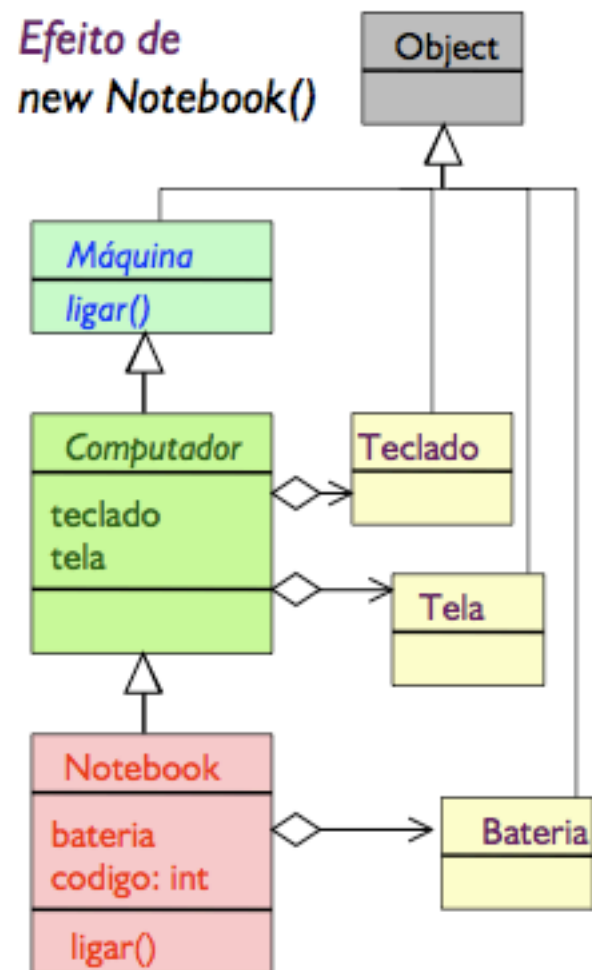 Efeito de
new Notebook()
Object
Máquina
ligar()
Computador
teclado
tela
Teclado
Tela
Notebook
bateria
codigo: int
ligar()
Bateria